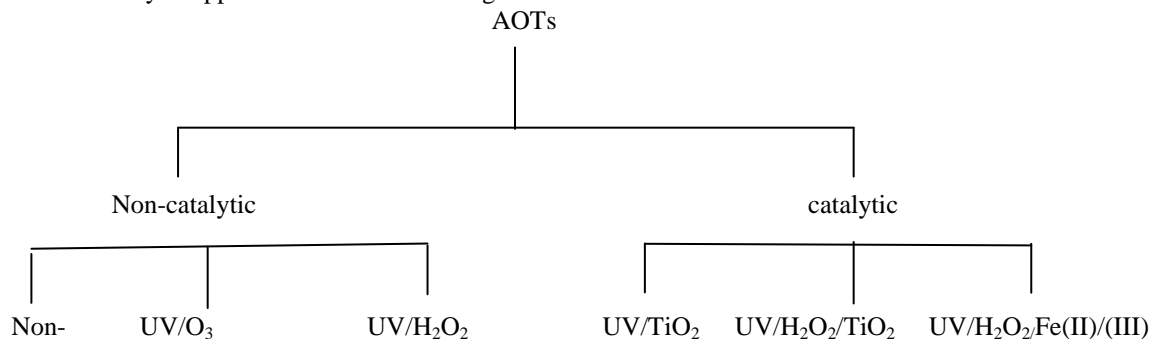 AOTs
Non-catalytic catalytic
Non- UV/O₃ UV/H₂O₂ UV/TiO₂ UV/H₂O₂/TiO₂ UV/H₂O₂/Fe(II)/(III)